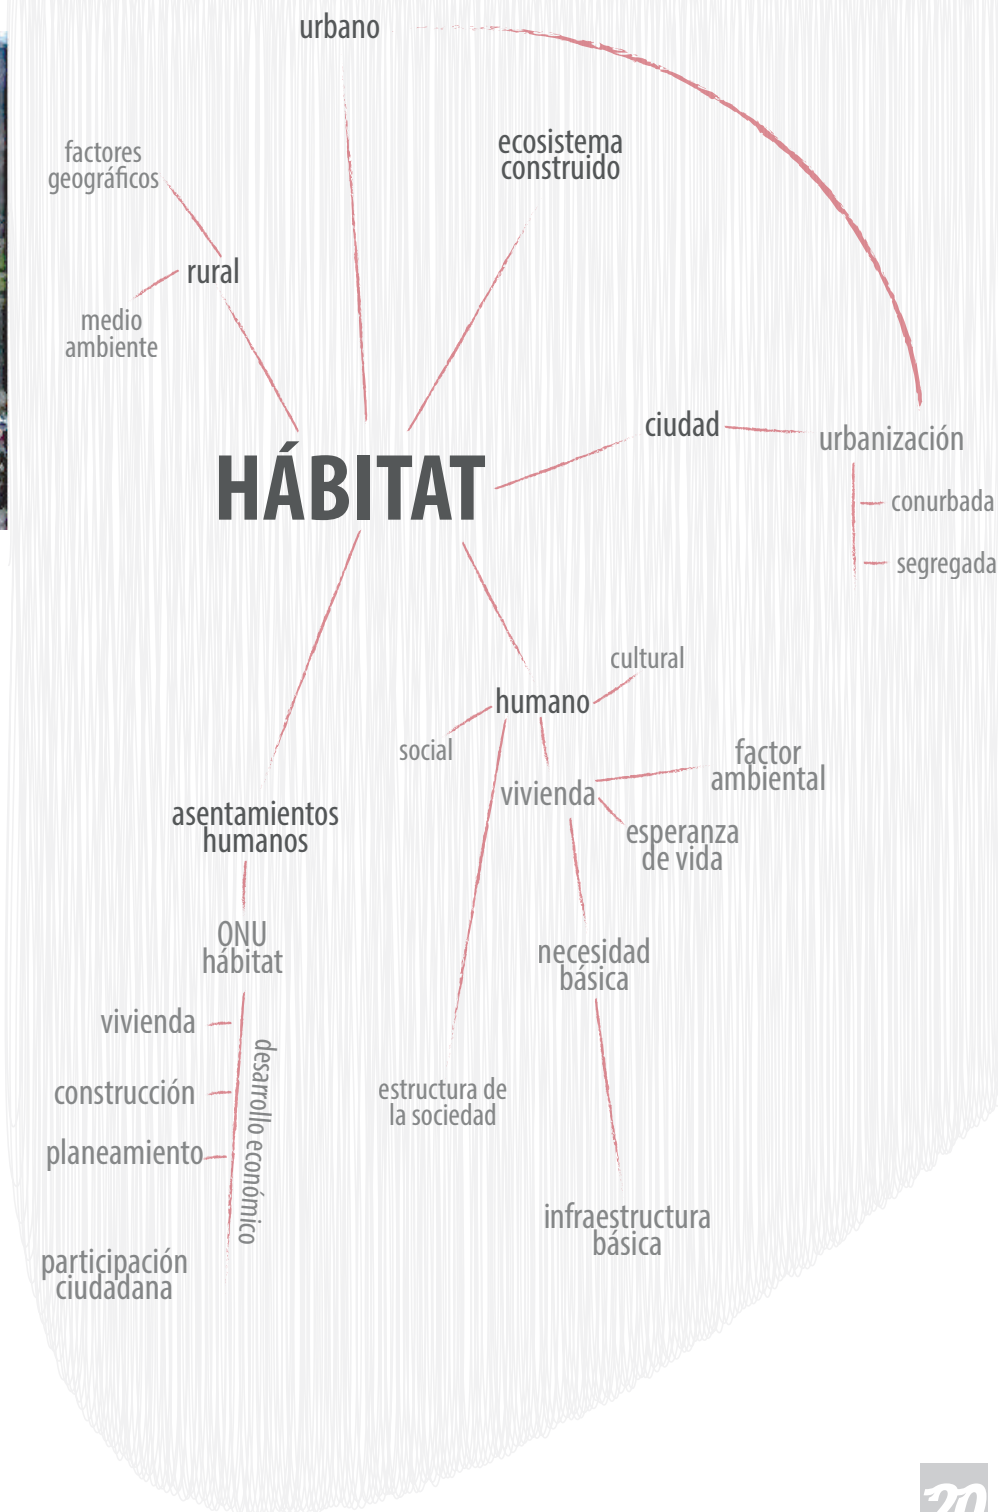 urbano
ecosistema
construido
factores
geográficos
rural
medio
ambiente
ciudad
urbanización
HÁBITAT
conurbada
segregada
cultural
humano
social
factor
ambiental
vivienda
esperanza
de vida
asentamientos
humanos
ONU
hábitat
necesidad
básica
vivienda
desarrollo económico
construcción
estructura de
la sociedad
planeamiento
infraestructura
básica
participación
ciudadana
20